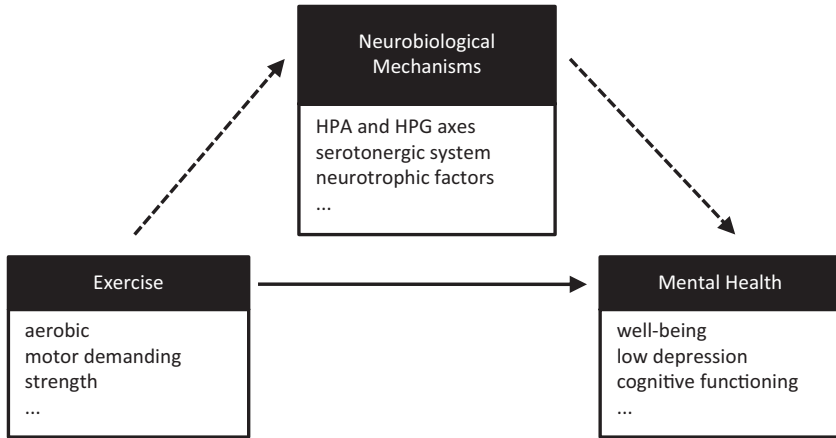 Neurobiological
Mechanisms
HPA and HPG axes
serotonergic system
neurotrophic factors
...
Exercise
aerobic
motor demanding
strength
...
Mental Health
well-being
low depression
cognitive functioning
...